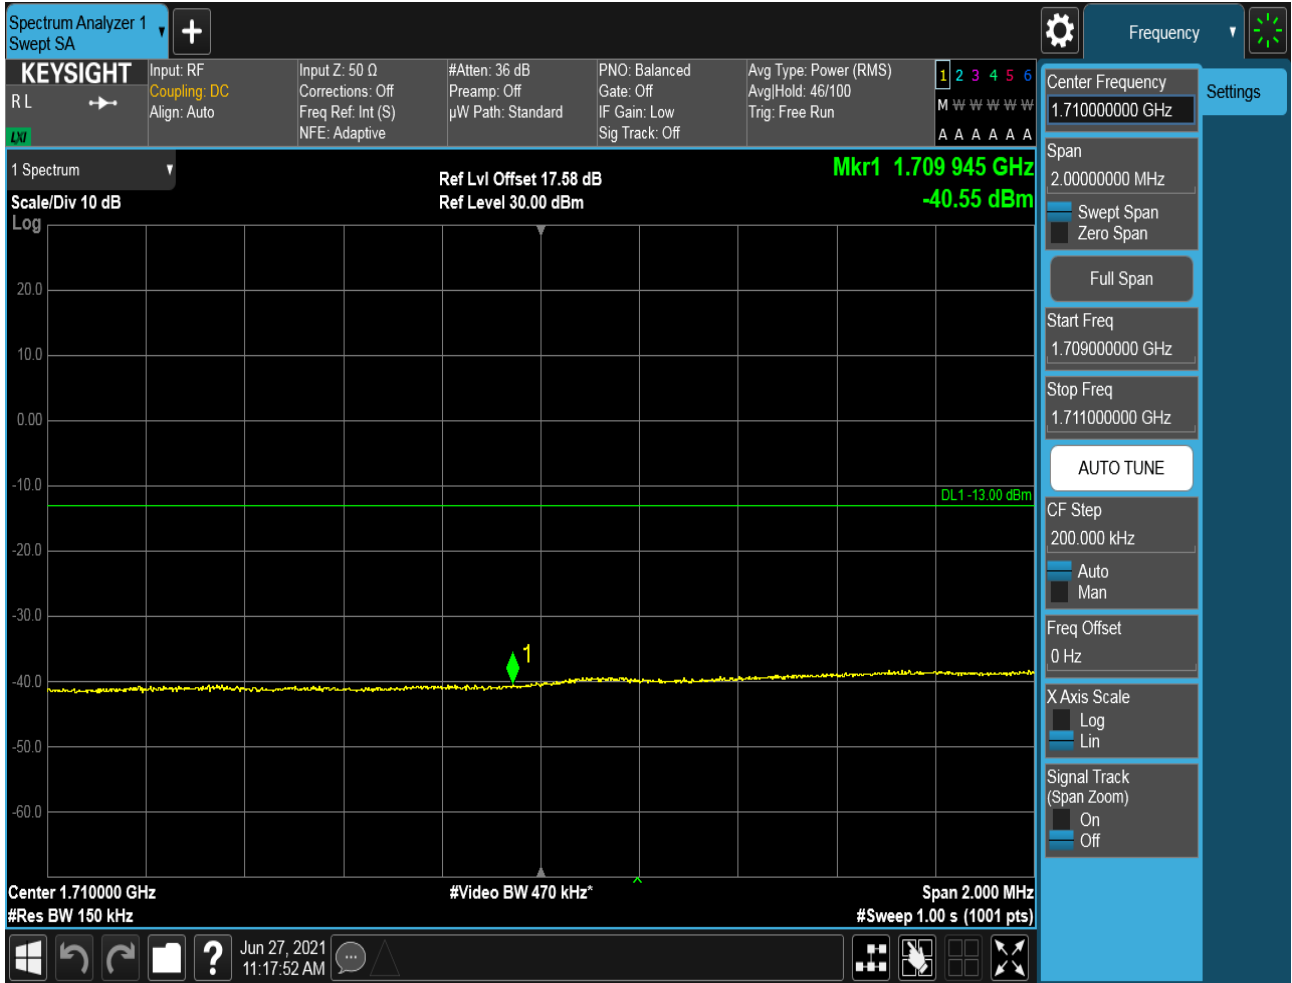 Spectrum Analyzer 1
Swept SA
Frequency
KEYSIGHT
R L
LXI
Input: RF
Coupling: DC
Align: Auto
Input Z: 50 Ω
Corrections: Off
Freq Ref: Int (S)
NFE: Adaptive
#Atten: 36 dB
Preamp: Off
µW Path: Standard
PNO: Balanced
Gate: Off
IF Gain: Low
Sig Track: Off
Avg Type: Power (RMS)
Avg|Hold: 46/100
Trig: Free Run
1 2 3 4 5 6
M W W W W W
A A A A A A
1 Spectrum
Scale/Div 10 dB
Log
Ref Lvl Offset 17.58 dB
Ref Level 30.00 dBm
Mkr1 1.709 945 GHz
-40.55 dBm
20.0
10.0
0.00
-10.0
DL1 -13.00 dBm
-20.0
-30.0
1
-40.0
-50.0
-60.0
Center 1.710000 GHz
#Res BW 150 kHz
#Video BW 470 kHz*
Span 2.000 MHz
#Sweep 1.00 s (1001 pts)
Jun 27, 2021
11:17:52 AM
Center Frequency
1.710000000 GHz
Settings
Span
2.00000000 MHz
Swept Span
Zero Span
Full Span
Start Freq
1.709000000 GHz
Stop Freq
1.711000000 GHz
AUTO TUNE
CF Step
200.000 kHz
Auto
Man
Freq Offset
0 Hz
X Axis Scale
Log
Lin
Signal Track
(Span Zoom)
On
Off